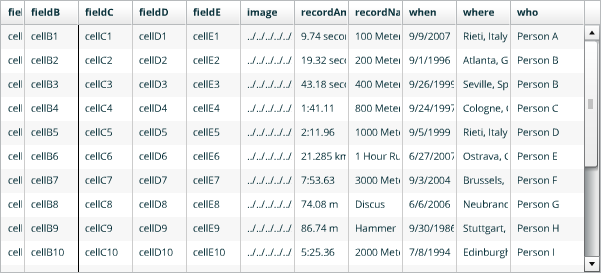 fiel fieldB fieldC fieldD fieldE image recordAn recordNa when where who
cell cellB1 cellC1 cellD1 cellE1 ../../../../../ 9.74 seco 100 Meter 9/9/2007 Rieti, Italy Person A
cell cellB2 cellC2 cellD2 cellE2 ../../../../../ 19.32 sec 200 Meter 9/1/1996 Atlanta, G Person B
cell cellB3 cellC3 cellD3 cellE3 ../../../../../ 43.18 sec 400 Meter 9/26/1999 Seville, Sp Person B
cell cellB4 cellC4 cellD4 cellE4 ../../../../../ 1:41.11 800 Meter 9/24/1997 Cologne, Person C
cell cellB5 cellC5 cellD5 cellE5 ../../../../../ 2:11.96 1000 Mete 9/5/1999 Rieti, Italy Person D
cell cellB6 cellC6 cellD6 cellE6 ../../../../../ 21.285 km 1 Hour Ru 6/27/2007 Ostrava, Person E
cell cellB7 cellC7 cellD7 cellE7 ../../../../../ 7:53.63 3000 Mete 9/3/2004 Brussels, Person F
cell cellB8 cellC8 cellD8 cellE8 ../../../../../ 74.08 m Discus 6/6/2006 Neubranc Person G
cell cellB9 cellC9 cellD9 cellE9 ../../../../../ 86.74 m Hammer 9/30/1986 Stuttgart, Person H
cell cellB10 cellC10 cellD10 cellE10 ../../../../../ 5:25.36 2000 Mete 7/8/1994 Edinburgh Person I